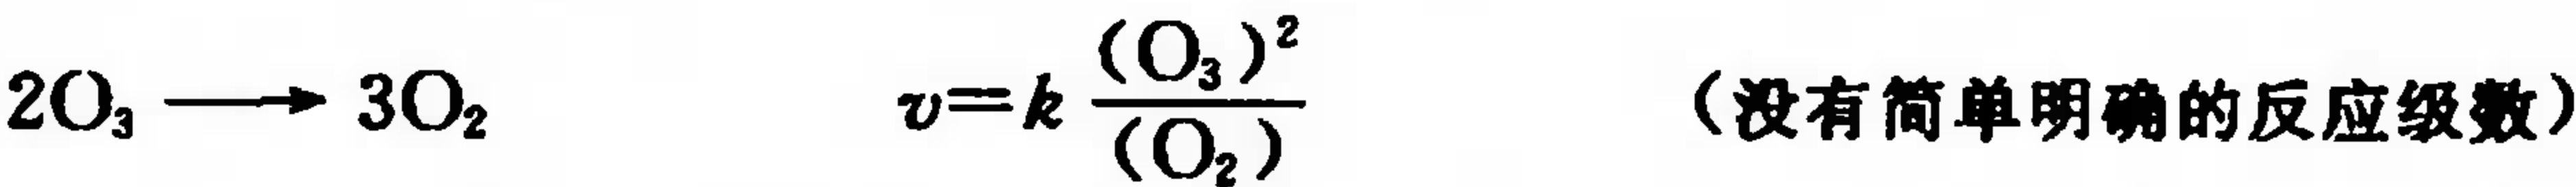 2O₃ ⟶ 3O₂ v=k (O₃)²/(O₂) (没有简单明确的反应级数)